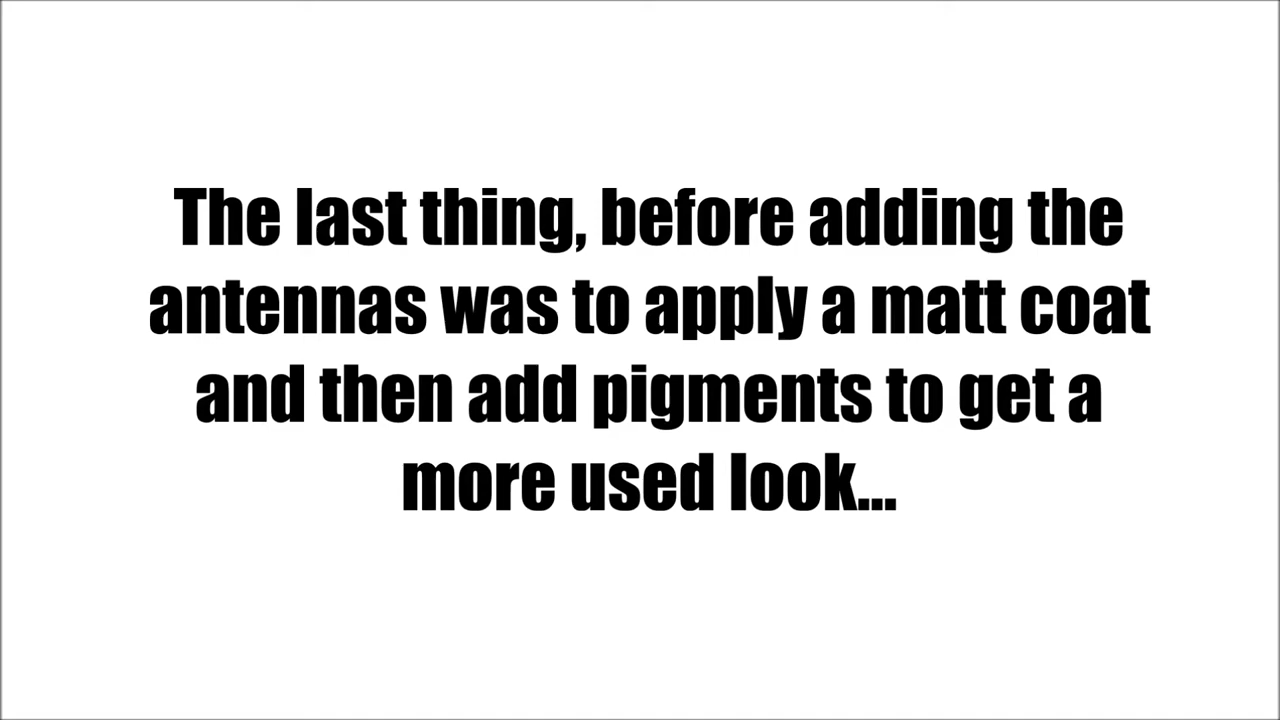 The last thing, before adding the
antennas was to apply a matt coat
and then add pigments to get a
more used look...